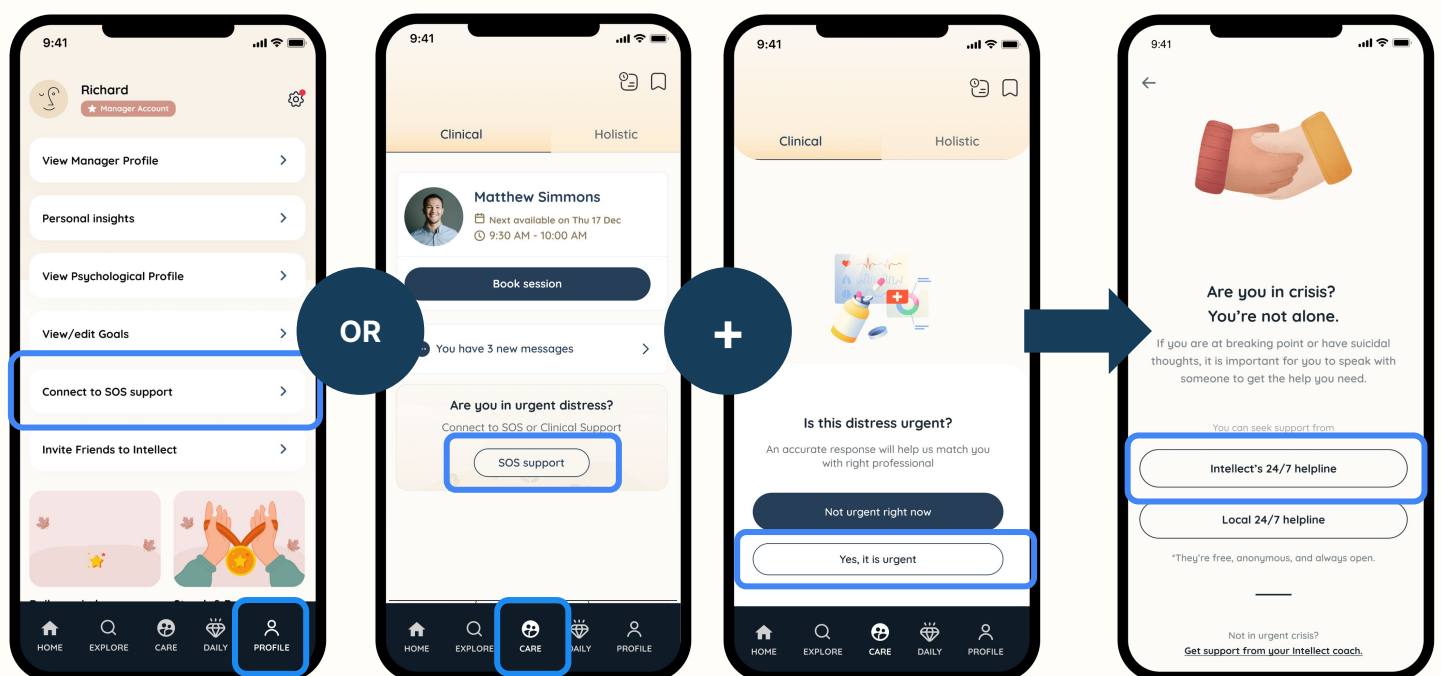 9:41
Richard
Manager Account
View Manager Profile
Personal insights
View Psychological Profile
View/edit Goals
Connect to SOS support
Invite Friends to Intellect
HOME
EXPLORE
CARE
DAILY
PROFILE
OR
9:41
Clinical
Holistic
Matthew Simmons
Next available on Thu 17 Dec
9:30 AM - 10:00 AM
Book session
You have 3 new messages
Are you in urgent distress?
Connect to SOS or Clinical Support
SOS support
HOME
EXPLORE
CARE
DAILY
PROFILE
+
9:41
Clinical
Holistic
Is this distress urgent?
An accurate response will help us match you
with right professional
Not urgent right now
Yes, it is urgent
HOME
EXPLORE
CARE
DAILY
PROFILE
9:41
Are you in crisis?
You’re not alone.
If you are at breaking point or have suicidal
thoughts, it is important for you to speak with
someone to get the help you need.
You can seek support from
Intellect’s 24/7 helpline
Local 24/7 helpline
*They’re free, anonymous, and always open.
Not in urgent crisis?
Get support from your Intellect coach.